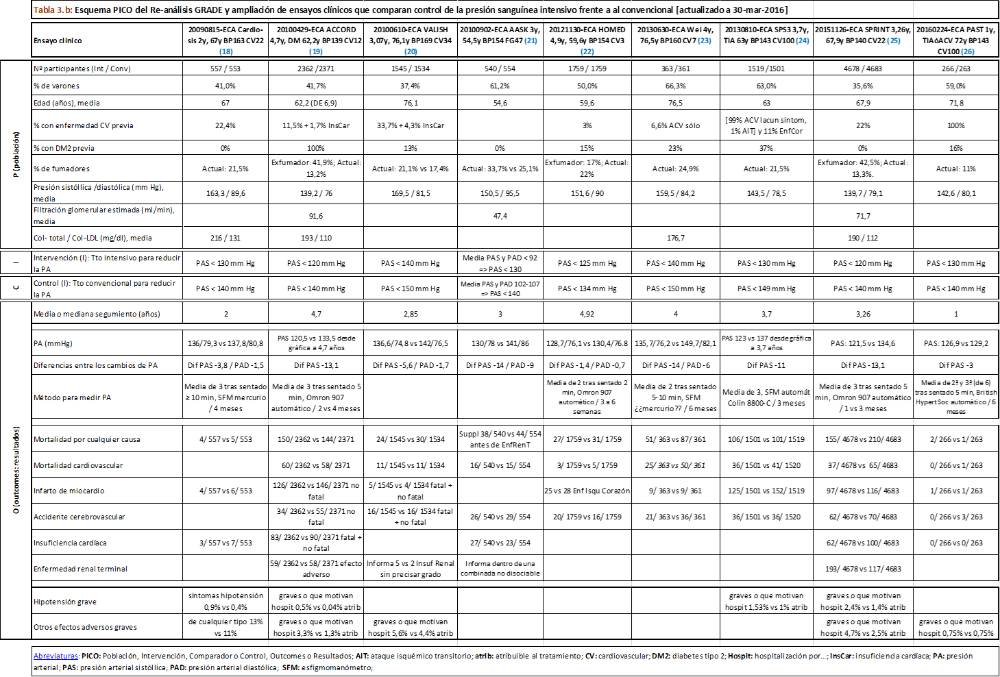 Tabla 3.b: Esquema PICO del Re-análisis GRADE y ampliación de ensayos clínicos que comparan control de la presión sanguínea intensivo frente a al convencional [actualizado a 30-mar-2016]
Ensayo clínico
20090815-ECA Cardio-
sis 2y, 67y BP163 CV22
(18)
20100429-ECA ACCORD
4,7y, DM 62,2y BP139 CV12
(19)
20100610-ECA VALISH
3,07y, 76,1y BP169 CV34
(20)
20100902-ECA AASK 3y,
54,5y BP154 FG47 (21)
20121130-ECA HOMED
4,9y, 59,6y BP154 CV3
(22)
20130630-ECA Wei 4y,
76,5y BP160 CV7 (23)
20130810-ECA SPS3 3,7y,
TIA 63y BP143 CV100 (24)
20151126-ECA SPRINT 3,26y,
67,9y BP140 CV22 (25)
20160224-ECA PAST 1y,
TIAóACV 72y BP143
CV100 (26)
P (población)
Nº participantes (Int / Conv) 557 / 553 2362 /2371 1545 / 1534 540 / 554 1759 / 1759 363 /361 1519 /1501 4678 / 4683 266 /263
% de varones 41,0% 41,7% 37,4% 61,2% 50,0% 66,3% 63,0% 35,6% 59,0%
Edad (años), media 67 62,2 (DE 6,9) 76,1 54,6 59,6 76,5 63 67,9 71,8
% con enfermedad CV previa 22,4% 11,5% + 1,7% InsCar 33,7% + 4,3% InsCar 3% 6,6% ACV sólo
[99% ACV lacun sintom,
1% AIT] y 11% EnfCor
22% 100%
% con DM2 previa 0% 100% 13% 0% 15% 23% 37% 0% 16%
% de fumadores Actual: 21,5%
Exfumador: 41,9%; Actual:
13,2%
Actual: 21,1% vs 17,4% Actual: 33,7% vs 25,1%
Exfumador: 17%; Actual:
22%
Actual: 24,9% Actual: 21,5%
Exfumador: 42,5%; Actual:
13,3%.
Actual: 11%
Presión sistóllica /diastólica (mm Hg),
media
163,3 / 89,6 139,2 / 76 169,5 / 81,5 150,5 / 95,5 151,6 / 90 159,5 / 84,2 143,5 / 78,5 139,7 / 79,1 142,6 / 80,1
Filtración glomerular estimada (ml/min),
media
91,6 47,4 71,7
Col- total / Col-LDL (mg/dl), media 216 / 131 193 / 110 176,7 190 / 112
I
Intervención (I): Tto intensivo para reducir
la PA
PAS < 130 mm Hg PAS < 120 mm Hg PAS < 140 mm Hg
Media PAS y PAD < 92
=> PAS < 130
PAS < 125 mm Hg PAS < 140 mm Hg PAS < 130 mm Hg PAS < 120 mm Hg PAS < 130 mm Hg
C
Control (I): Tto convencional para reducir
la PA
PAS < 140 mm Hg PAS < 140 mm Hg PAS < 150 mm Hg
Media PAS y PAD 102-107
=> PAS < 140
PAS < 134 mm Hg PAS < 150 mm Hg PAS < 149 mm Hg PAS < 140 mm Hg PAS < 140 mm Hg
O (outcomes: resultados)
Media o mediana segumiento (años) 2 4,7 2,85 3 4,92 4 3,7 3,26 1
PA (mmHg) 136/79,3 vs 137,8/80,8
PAS 120,5 vs 133,5 desde
gráfica a 4,7 años
136,6/74,8 vs 142/76,5 130/78 vs 141/86 128,7/76,1 vs 130,4/76.8 135,7/76,2 vs 149,7/82,1
PAS 123 vs 137 desde gráfica
a 3,7 años
PAS: 121,5 vs 134,6 PAS: 126,9 vs 129,2
Diferencias entre los cambios de PA Dif PAS -3,8 / PAD -1,5 Dif PAS -13,1 Dif PAS -5,6 / PAD -1,7 Dif PAS -14 / PAD -9 Dif PAS -1,4 / PAD -0,7 Dif PAS -14 / PAD - 6 Dif PAS -11 Dif PAS -13,1 Dif PAS -3
Método para medir PA
Media de 3 tras sentado
≥ 10 min, SFM mercurio
/ 4 meses
Media de 3 tras sentado 5
min, Omron 907
automático / 2 vs 4 meses
Media de 2 tras sentado 2
min, Omron 907
automático / 3 a 6
semanas
Media de 2 tras sentado
5-10 min, SFM
¿¿mercurio?? / 6 meses
Media de 3, SFM automát
Colin 8800-C / 3 meses
Media de 3 tras sentado 5
min, Omron 907 automático
/ 1 vs 3 meses
Media de 2ª y 3ª (de 6)
tras sentado 5 min, British
HypertSoc automático / 6
meses
Mortalidad por cualquier causa 4/ 557 vs 5/ 553 150/ 2362 vs 144/ 2371 24/ 1545 vs 30/ 1534
Suppl 38/ 540 vs 44/ 554
antes de EnfRenT
27/ 1759 vs 31/ 1759 51/ 363 vs 87/ 361 106/ 1501 vs 101/ 1519 155/ 4678 vs 210/ 4683 2/ 266 vs 1/ 263
Mortalidad cardiovascular 60/ 2362 vs 58/ 2371 11/ 1545 vs 11/ 1534 16/ 540 vs 15/ 554 3/ 1759 vs 5/ 1759 25/ 363 vs 50/ 361 36/ 1501 vs 41/ 1520 37/ 4678 vs 65/ 4683 0/ 266 vs 1/ 263
Infarto de miocardio 4/ 557 vs 6/ 553
126/ 2362 vs 146/ 2371 no
fatal
5/ 1545 vs 4/ 1534 fatal +
no fatal
25 vs 28 Enf Isqu Corazón 9/ 363 vs 9/ 361 125/ 1501 vs 152/ 1519 97/ 4678 vs 116/ 4683 1/ 266 vs 1/ 263
Accidente cerebrovascular
34/ 2362 vs 55/ 2371 no
fatal
16/ 1545 vs 16/ 1534 fatal
+ no fatal
26/ 540 vs 29/ 554 20/ 1759 vs 16/ 1759 21/ 363 vs 36/ 361 36/ 1501 vs 36/ 1520 62/ 4678 vs 70/ 4683 0/ 266 vs 3/ 263
Insuficiencia cardíaca 3/ 557 vs 7/ 553
83/ 2362 vs 90/ 2371 fatal +
no fatal
27/ 540 vs 23/ 554 62/ 4678 vs 100/ 4683 0/ 266 vs 0/ 263
Enfermedad renal terminal
59/ 2362 vs 58/ 2371 efecto
adverso
Informa 5 vs 2 Insuf Renal
sin precisar grado
Informa dentro de una
combinada no disociable
193/ 4678 vs 117/ 4683
Hipotensión grave
síntomas hipotensión
0,9% vs 0,4%
graves o que motivan
hospit 0,5% vs 0,04% atrib
graves o que motivan
hospit 1,53% vs 1% atrib
graves o que motivan
hospit 2,4% vs 1,4% atrib
Otros efectos adversos graves
de cualquier tipo 13%
vs 11%
graves o que motivan
hospit 3,3% vs 1,3% atrib
graves o que motivan
hospit 5,6% vs 4,4% atrib
graves o que motivan
hospit 4,7% vs 2,5% atrib
graves o que motivan
hospit 0,75% vs 0,75%
Abreviaturas: PICO: Población, Intervención, Comparador o Control, Outcomes o Resultados; AIT: ataque isquémico transitorio; atrib: atribuible al tratamiento; CV: cardiovascular; DM2: diabetes tipo 2; Hospit: hospitalización por...; InsCar: insuficiencia cardíaca; PA: presión
arterial; PAS: presión arterial sistóllica; PAD: presión arterial diastólica; SFM: esfigmomanómetro;